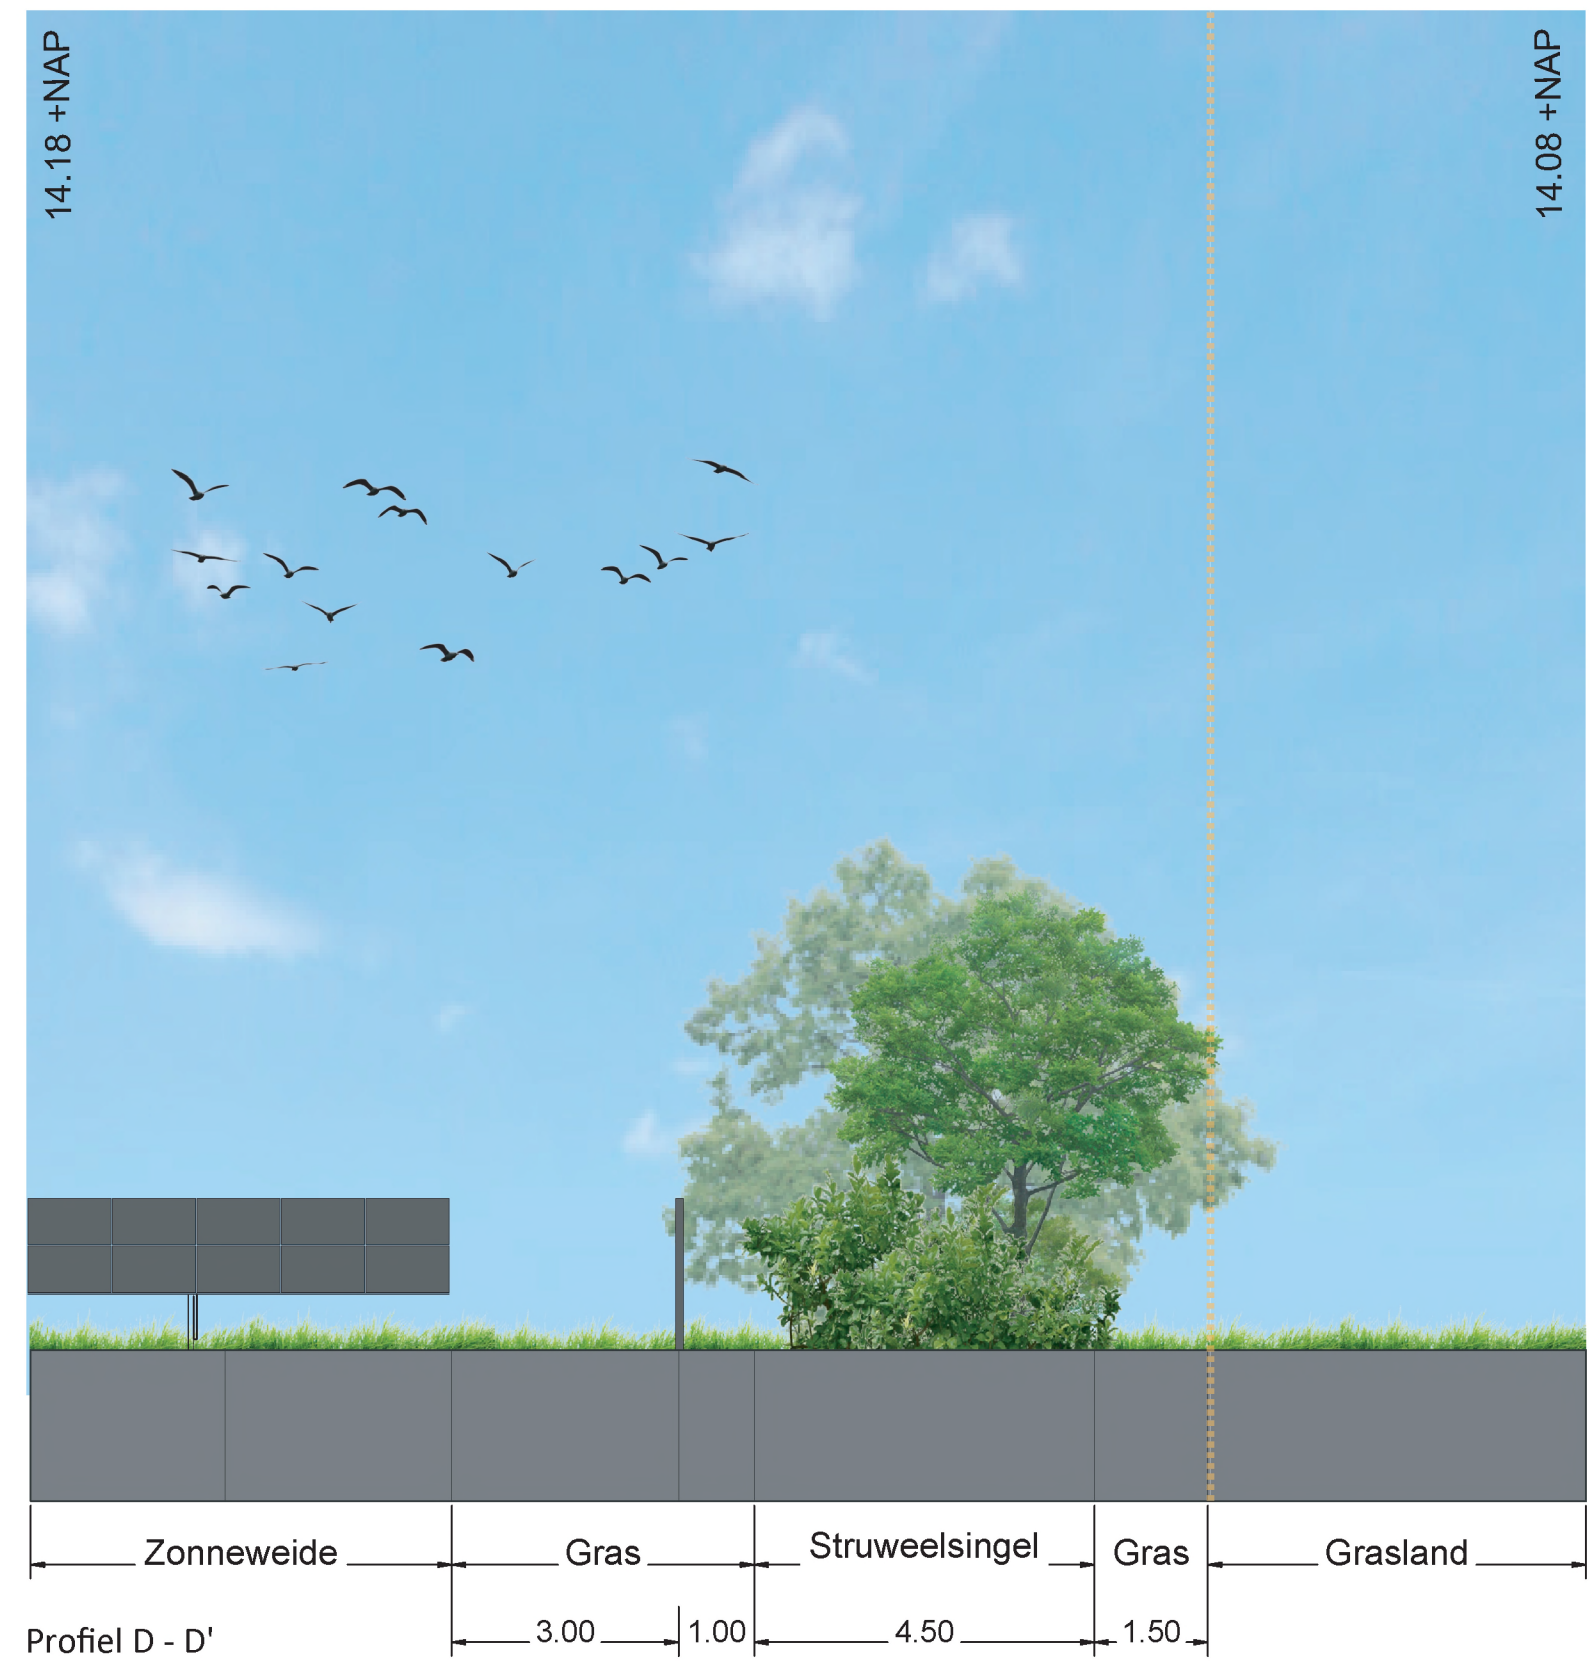 14.18 +NAP
14.08 +NAP
Zonneweide Gras Struweelsingel Gras Grasland
3.00 1.00 4.50 1.50
Profiel D - D'